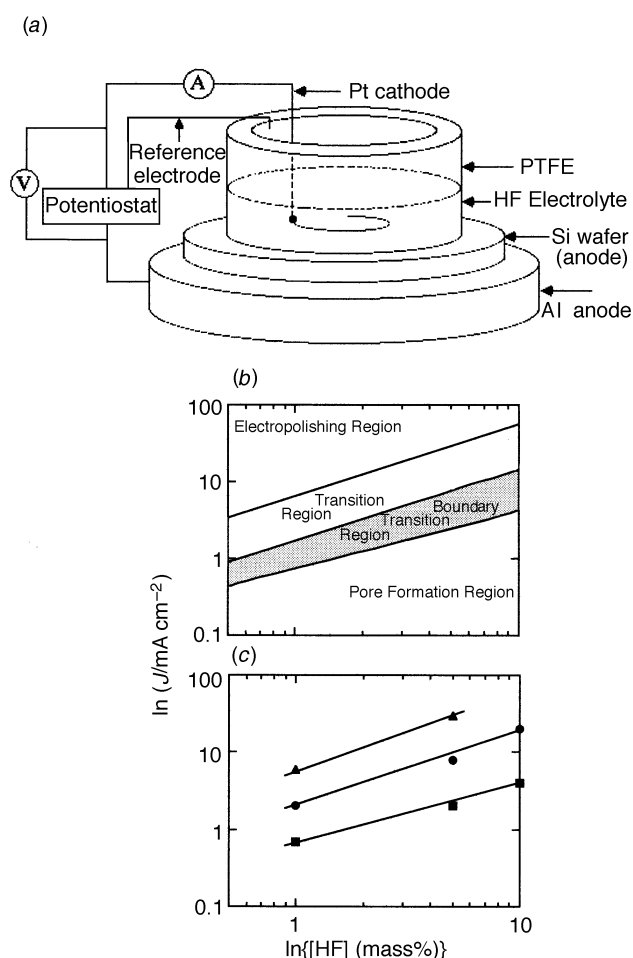 (a)
A
Pt cathode
Reference
electrode
PTFE
V
Potentiostat
HF Electrolyte
Si wafer
(anode)
Al anode
(b)
100
Electropolishing Region
10
Transition
Region
Boundary
Transition
Region
1
Pore Formation Region
0.1
ln (J/mA cm−2)
(c)
100
10
1
0.1
1
10
ln{[HF] (mass%)}